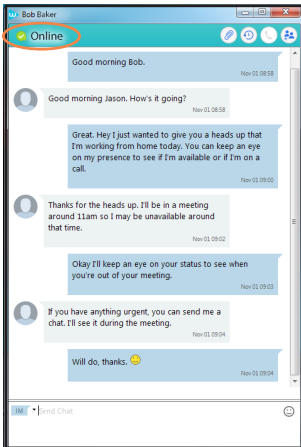 Bob Baker
Online
Good morning Bob.
Nov 01 08:58
Good morning Jason. How's it going?
Nov 01 08:58
Great. Hey I just wanted to give you a heads up that
I'm working from home today. You can keep an eye
on my presence to see if I'm available or if I'm on a
call.
Nov 01 09:00
Thanks for the heads up. I'll be in a meeting
around 11am so I may be unavailable around
that time.
Nov 01 09:02
Okay I'll keep an eye on your status to see when
you're out of your meeting.
Nov 01 09:03
If you have anything urgent, you can send me a
chat. I'll see it during the meeting.
Nov 01 09:04
Will do, thanks.
Nov 01 09:04
IM Send Chat